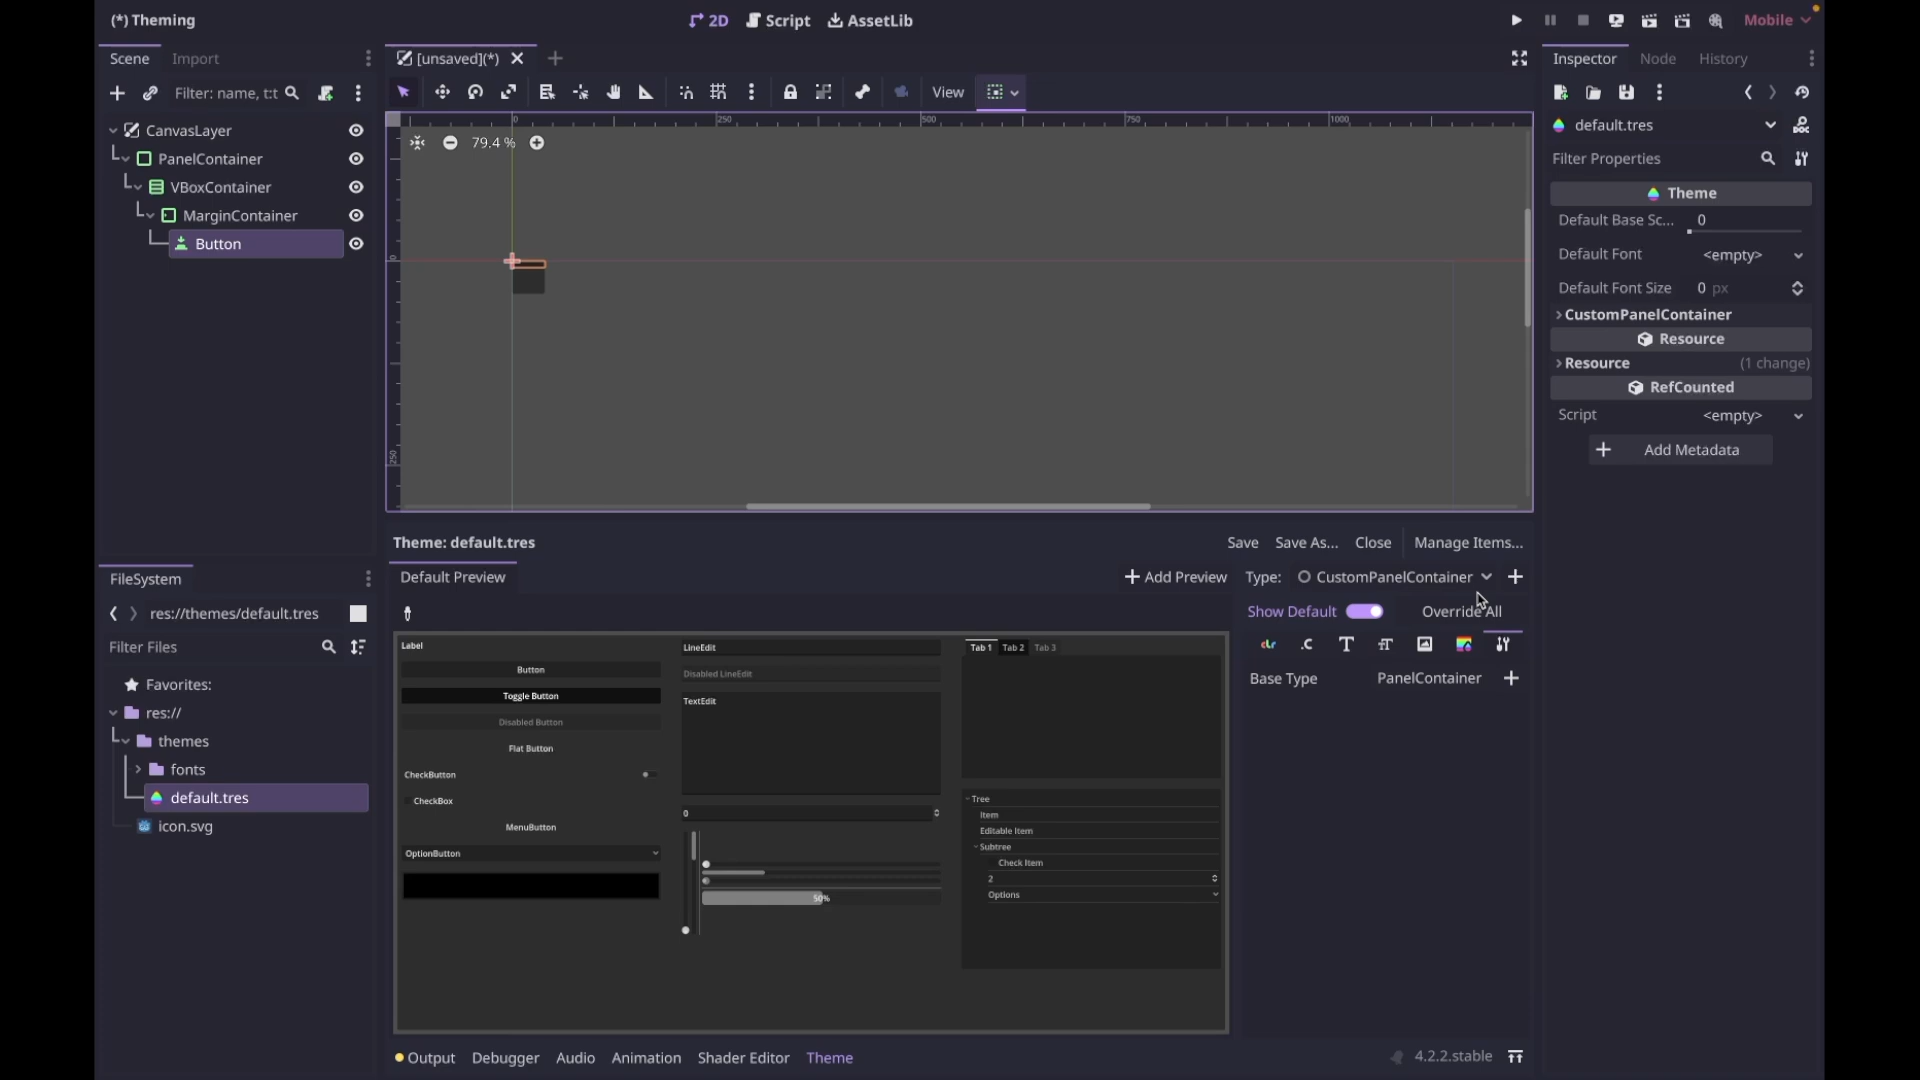 (*) Theming
2D
Script
AssetLib
Mobile
Scene
Import
[unsaved](*)
Inspector
Node
History
Filter: name, t:t
View
CanvasLayer
PanelContainer
VBoxContainer
MarginContainer
Button
250
500
750
1000
0
0
250
79.4 %
default.tres
Filter Properties
Theme
Default Base Sc...
0
Default Font
<empty>
Default Font Size
0 px
CustomPanelContainer
Resource
Resource
(1 change)
RefCounted
Script
<empty>
Add Metadata
Theme: default.tres
Save
Save As...
Close
Manage Items...
FileSystem
res://themes/default.tres
Filter Files
Favorites:
res://
themes
fonts
default.tres
icon.svg
Default Preview
Add Preview
Type:
CustomPanelContainer
Show Default
Override All
Base Type
PanelContainer
Label
Button
Toggle Button
Disabled Button
Flat Button
CheckButton
CheckBox
MenuButton
OptionButton
LineEdit
Disabled LineEdit
TextEdit
0
50%
Tab 1
Tab 2
Tab 3
Tree
Item
Editable Item
Subtree
Check Item
2
Options
Output
Debugger
Audio
Animation
Shader Editor
Theme
4.2.2.stable